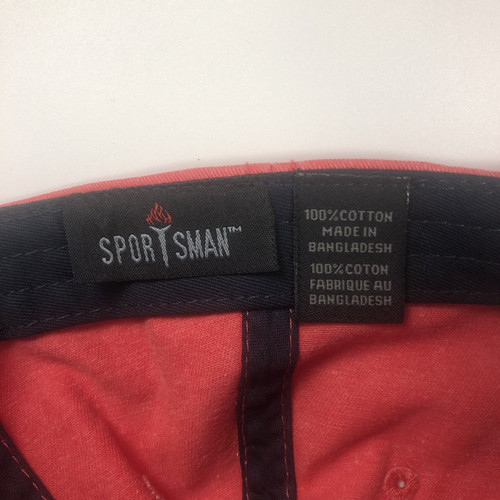 SPORTSMAN™
100% COTTON
MADE IN
BANGLADESH
100% COTON
FABRIQUE AU
BANGLADESH